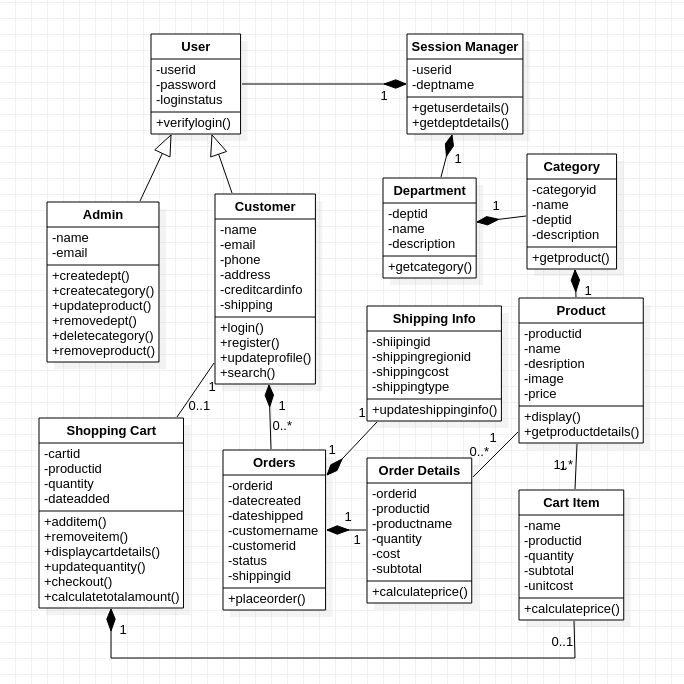 User
-userid
-password
-loginstatus
+verifylogin()
Session Manager
-userid
-deptname
+getuserdetails()
+getdeptdetails()
1
1
Admin
-name
-email
+createdept()
+createcategory()
+updateproduct()
+removedept()
+deletecategory()
+removeproduct()
Customer
-name
-email
-phone
-address
-creditcardinfo
-shipping
+login()
+register()
+updateprofile()
+search()
Department
-deptid
-name
-description
+getcategory()
1
Category
-categoryid
-name
-deptid
-description
+getproduct()
1
Shipping Info
-shiipingid
-shippingregionid
-shippingcost
-shippingtype
+updateshippinginfo()
Product
-productid
-name
-desription
-image
-price
+display()
+getproductdetails()
1
0..1
1
0..*
1
1
1
0..*
1..*
Shopping Cart
-cartid
-productid
-quantity
-dateadded
+additem()
+removeitem()
+displaycartdetails()
+updatequantity()
+checkout()
+calculatetotalamount()
Orders
-orderid
-datecreated
-dateshipped
-customername
-customerid
-status
-shippingid
+placeorder()
1
1
Order Details
-orderid
-productid
-productname
-quantity
-cost
-subtotal
+calculateprice()
Cart Item
-name
-productid
-quantity
-subtotal
-unitcost
+calculateprice()
1
0..1